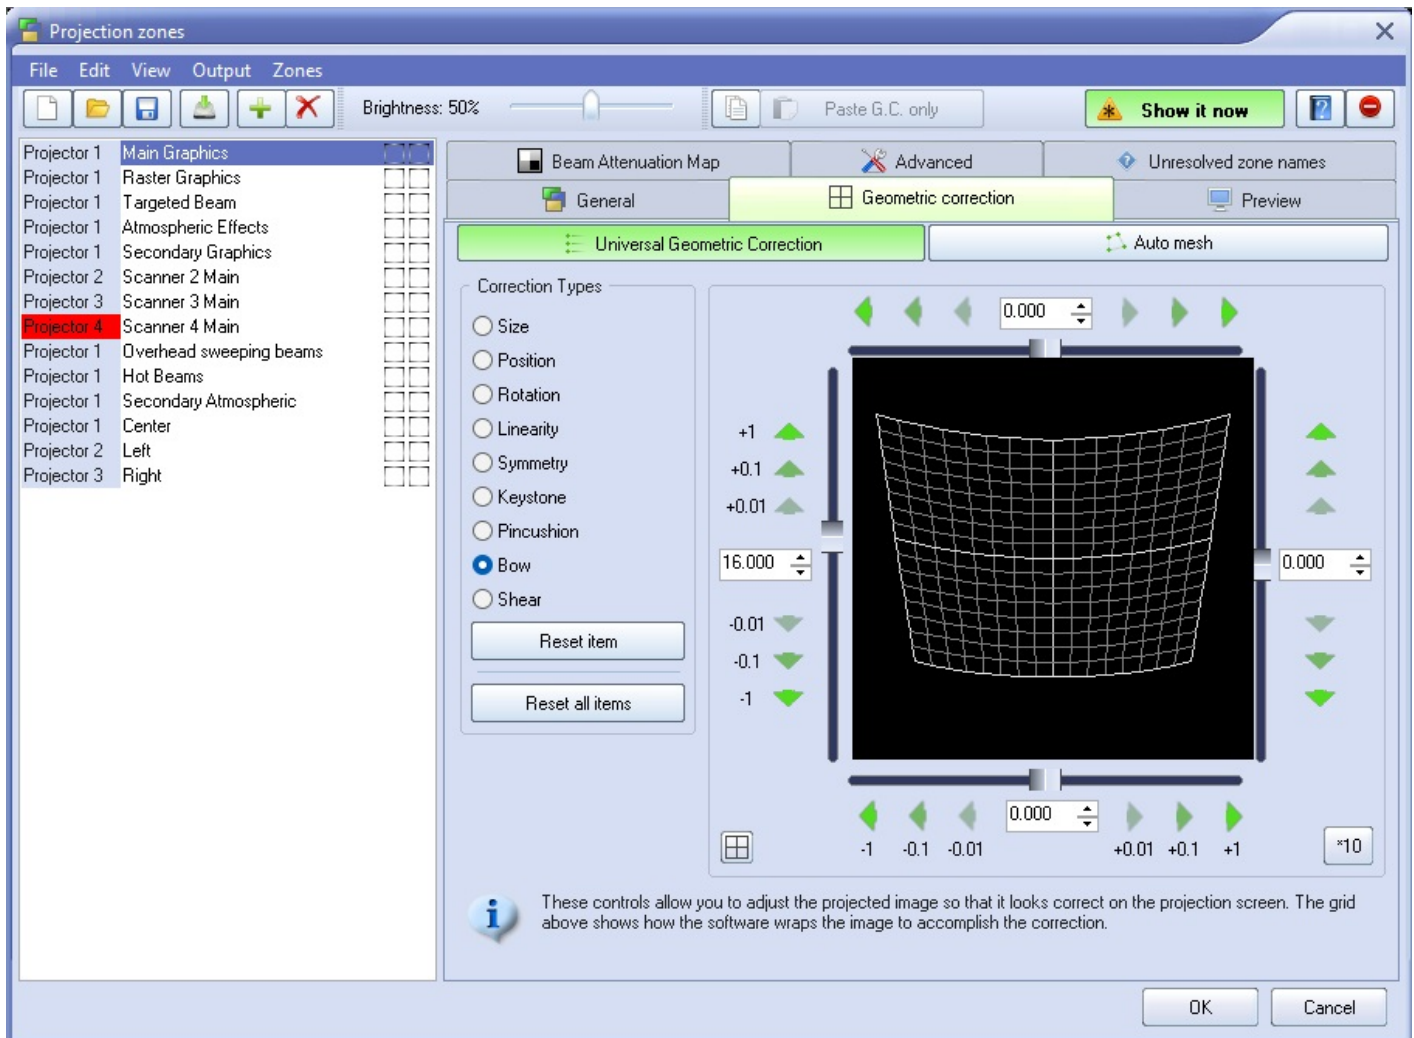 Projection zones
File Edit View Output Zones
Brightness: 50%
Paste G.C. only
Show it now
Projector 1 Main Graphics
Projector 1 Raster Graphics
Projector 1 Targeted Beam
Projector 1 Atmospheric Effects
Projector 1 Secondary Graphics
Projector 2 Scanner 2 Main
Projector 3 Scanner 3 Main
Projector 4 Scanner 4 Main
Projector 1 Overhead sweeping beams
Projector 1 Hot Beams
Projector 1 Secondary Atmospheric
Projector 1 Center
Projector 2 Left
Projector 3 Right
Beam Attenuation Map
Advanced
Unresolved zone names
General
Geometric correction
Preview
Universal Geometric Correction
Auto mesh
Correction Types
Size
Position
Rotation
Linearity
Symmetry
Keystone
Pincushion
Bow
Shear
Reset item
Reset all items
0.000
+1
+0.1
+0.01
16.000
-0.01
-0.1
-1
0.000
0.000
-1 -0.1 -0.01 +0.01 +0.1 +1
*10
These controls allow you to adjust the projected image so that it looks correct on the projection screen. The grid
above shows how the software wraps the image to accomplish the correction.
OK
Cancel